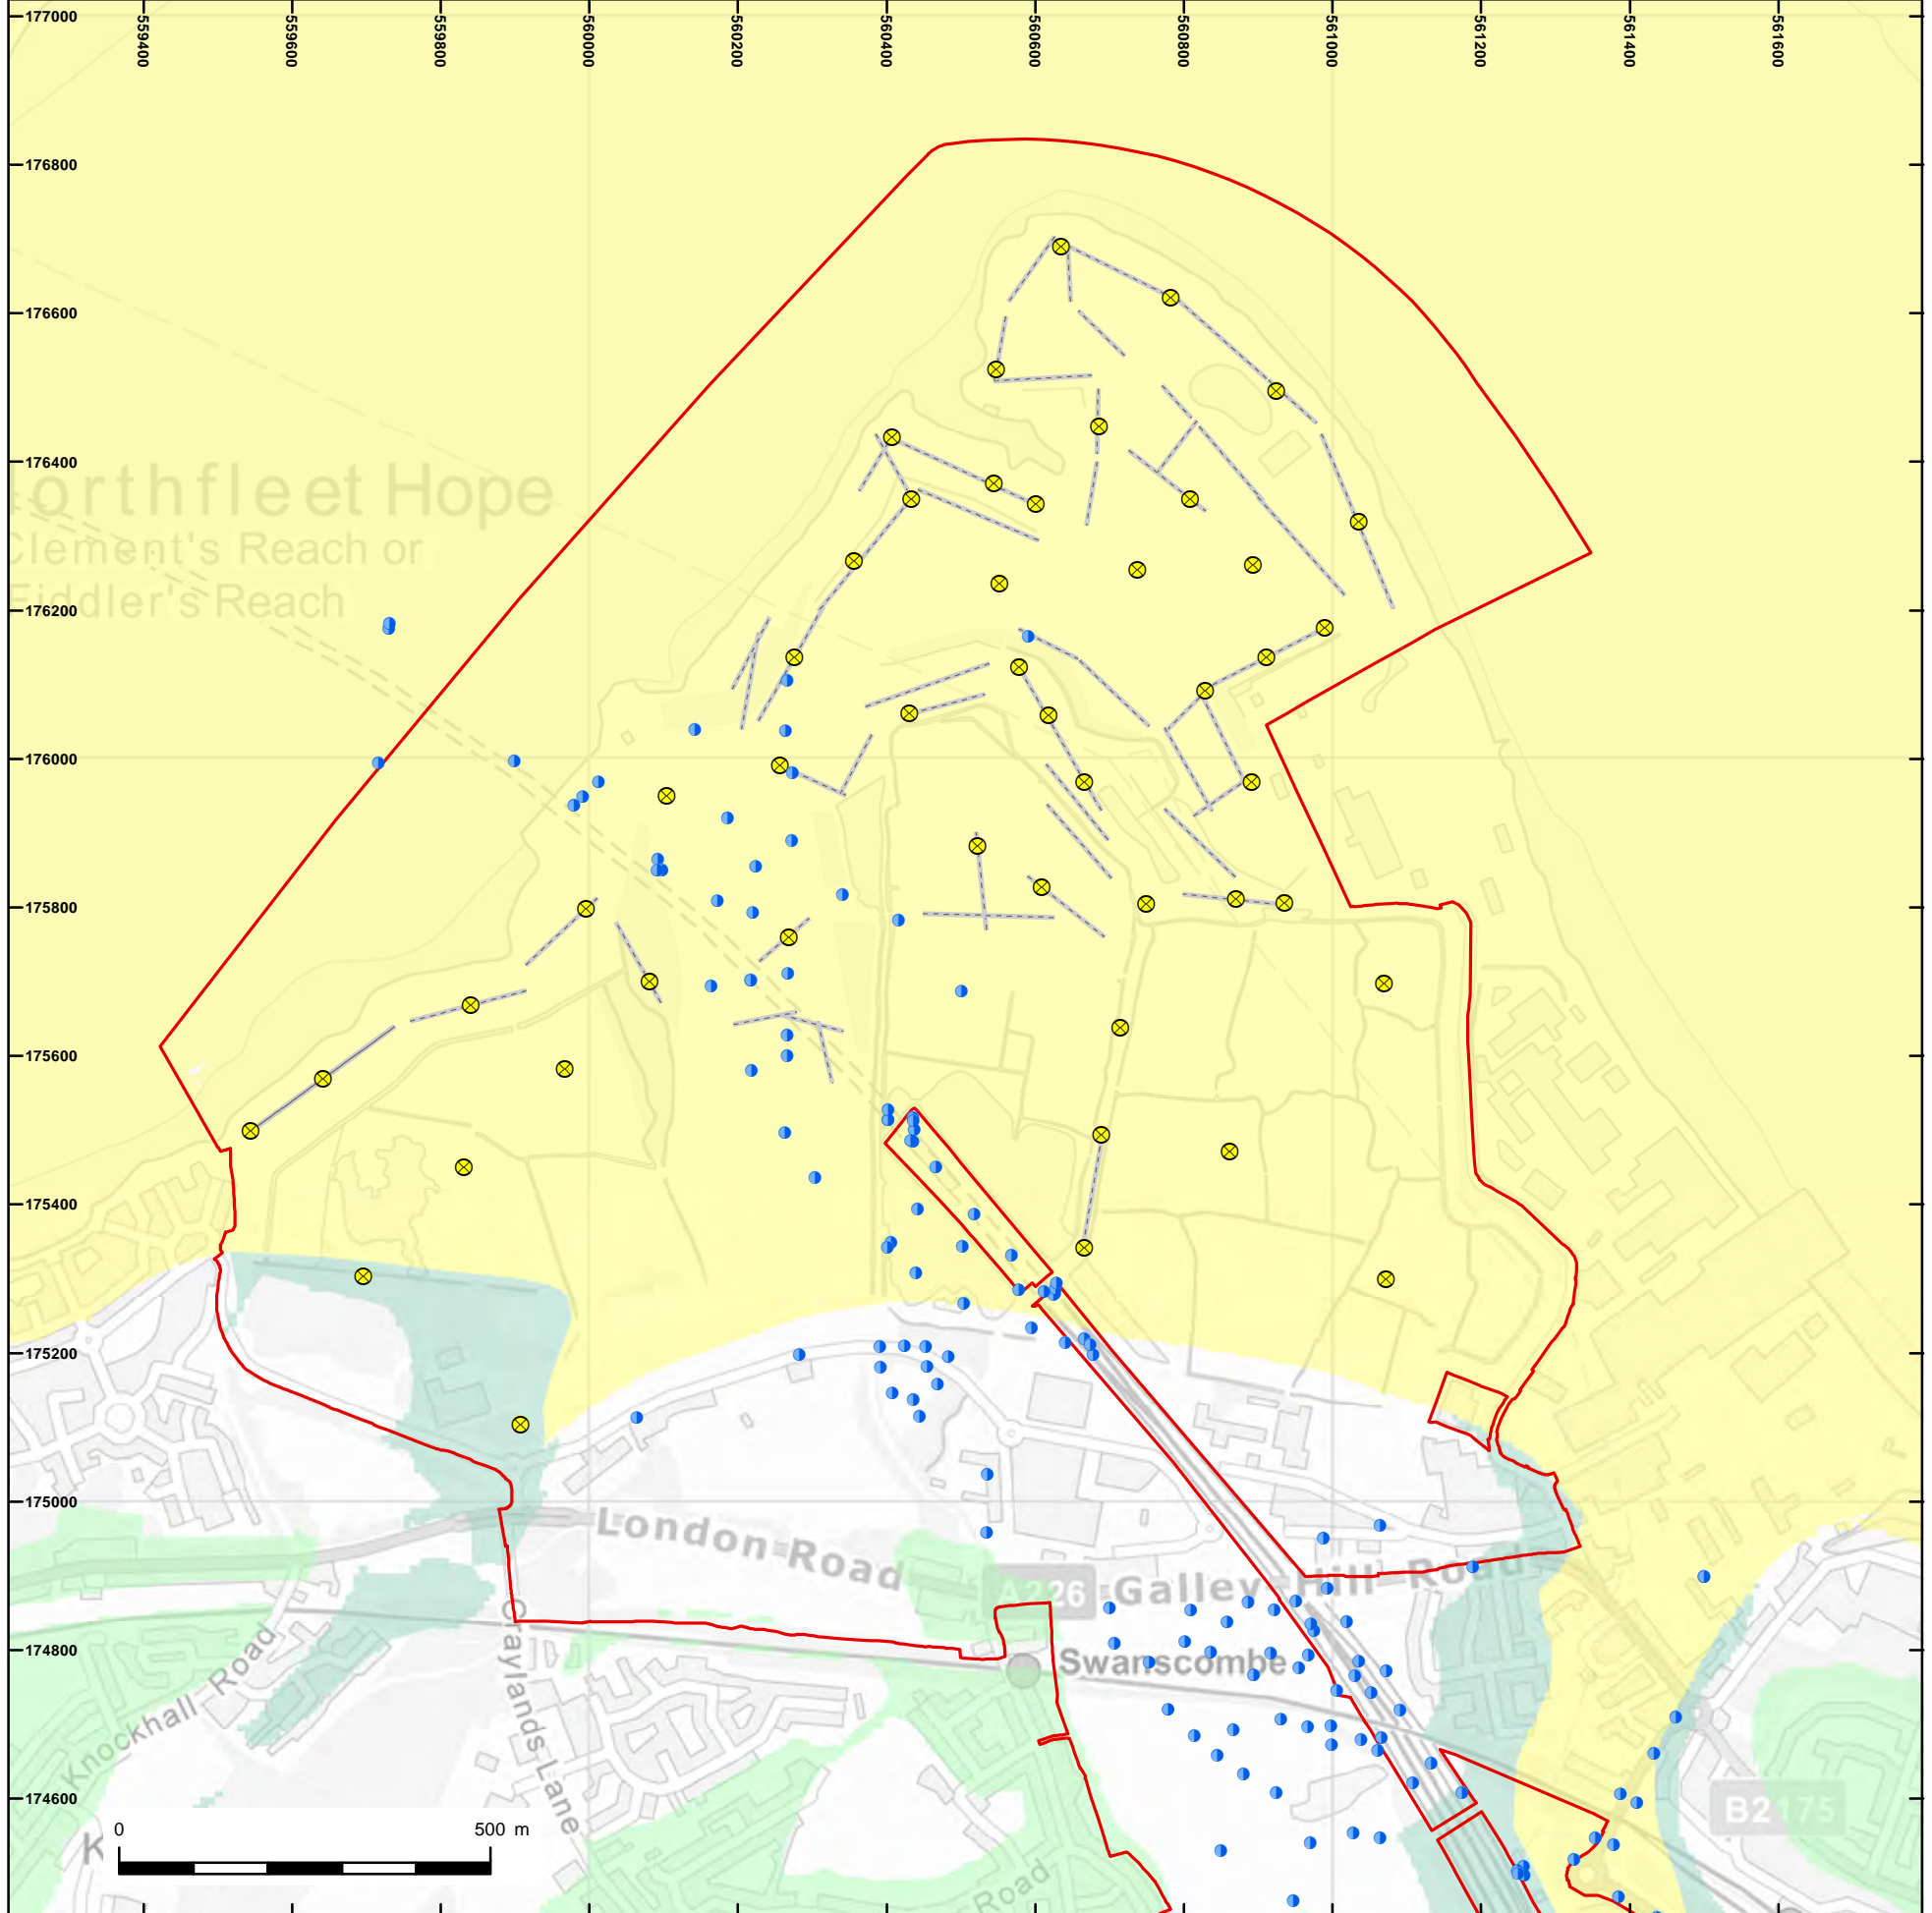 559400
559600
559800
560000
560200
560400
560600
560800
561000
561200
561400
561600
177000
176800
176600
176400
orthfleet Hope
Clement's Reach or
Fiddler's Reach
176200
176000
175800
175600
175400
175200
175000
London Road
A226
Galley Hill Road
174800
Swanscombe
Knockhall Road
Craylands Lane
174600
B2175
0 500 m
K
Road